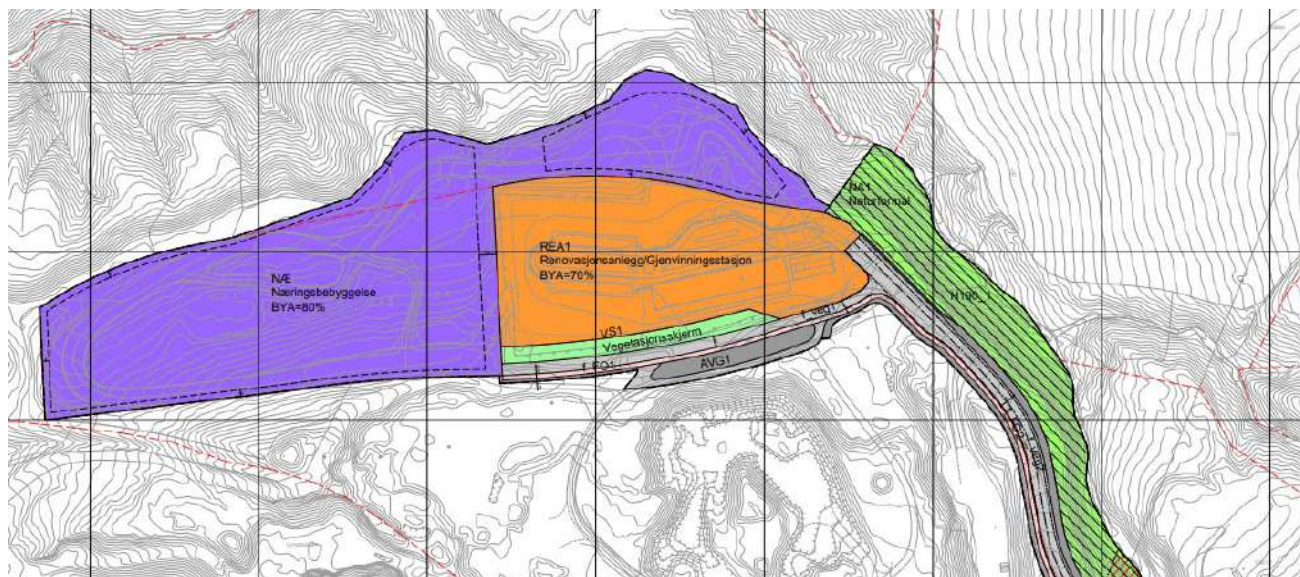 NA1
Naturformål
REA1
Renovasjonsanlegg/Gjenvinningsstasjon
BYA=70%
NÆ
Næringsbebyggelse
BYA=80%
H190_1
VS1
Vegetasjonsskjerm
AVG1